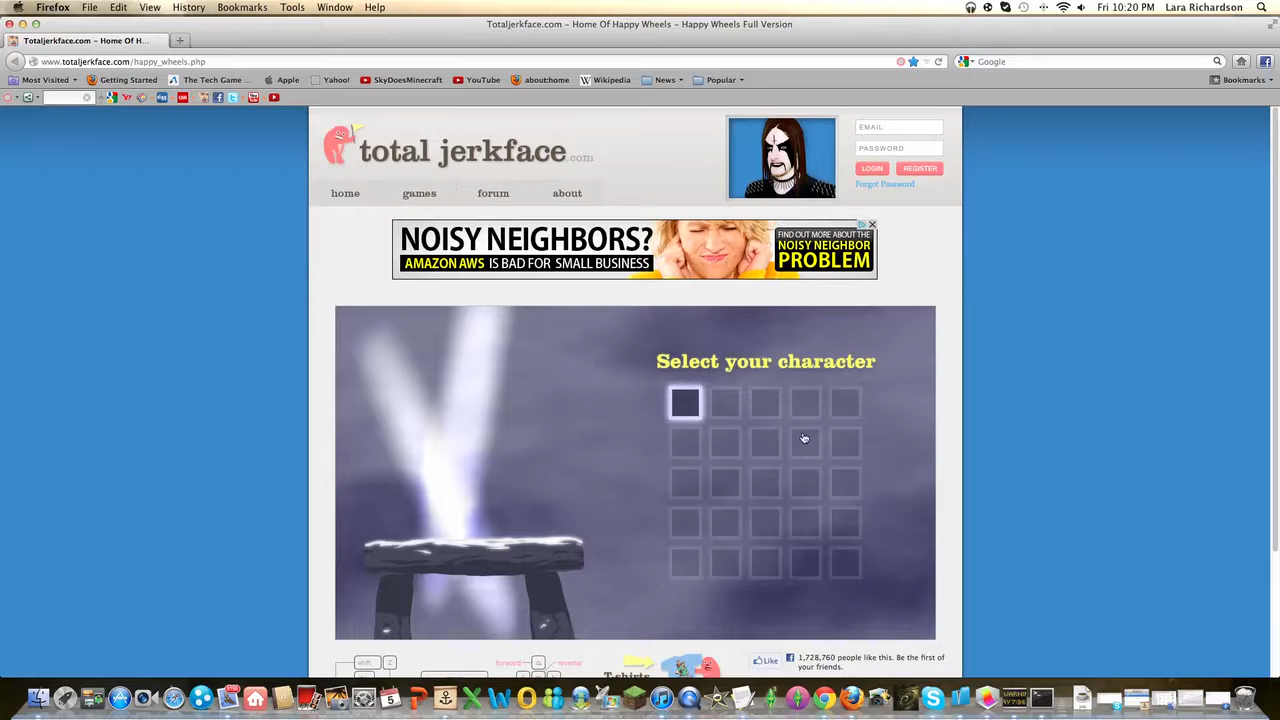 Firefox File Edit View History Bookmarks Tools Window Help Fri 10:20 PM Lara Richardson
Totaljerkface.com – Home Of Happy Wheels – Happy Wheels Full Version
Totaljerkface.com – Home Of H...
www.totaljerkface.com/happy_wheels.php Google
Most Visited Getting Started The Tech Game ... Apple Yahoo! SkyDoesMinecraft YouTube about:home Wikipedia News Popular Bookmarks
total jerkface.com
EMAIL
PASSWORD
LOGIN REGISTER
Forgot Password
home games forum about
NOISY NEIGHBORS?
AMAZON AWS IS BAD FOR SMALL BUSINESS
FIND OUT MORE ABOUT THE
NOISY NEIGHBOR
PROBLEM
Select your character
shift Z forward reverse
T-shirts
Like 1,728,760 people like this. Be the first of
your friends.